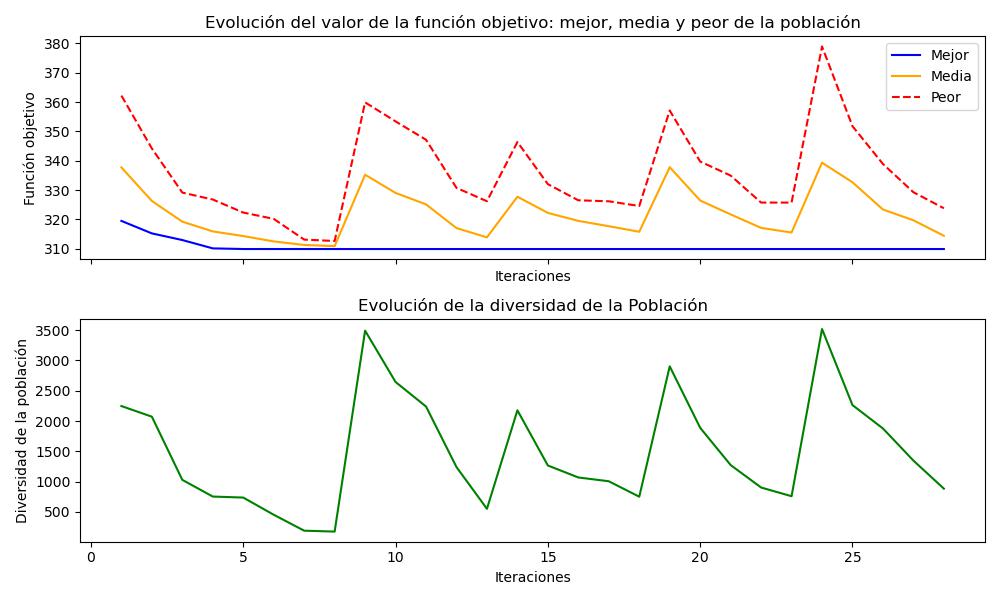 Evolución del valor de la función objetivo: mejor, media y peor de la población
Función objetivo
380
370
360
350
340
330
320
310
Mejor
Media
Peor
Iteraciones
Evolución de la diversidad de la Población
Diversidad de la población
3500
3000
2500
2000
1500
1000
500
0
5
10
15
20
25
Iteraciones